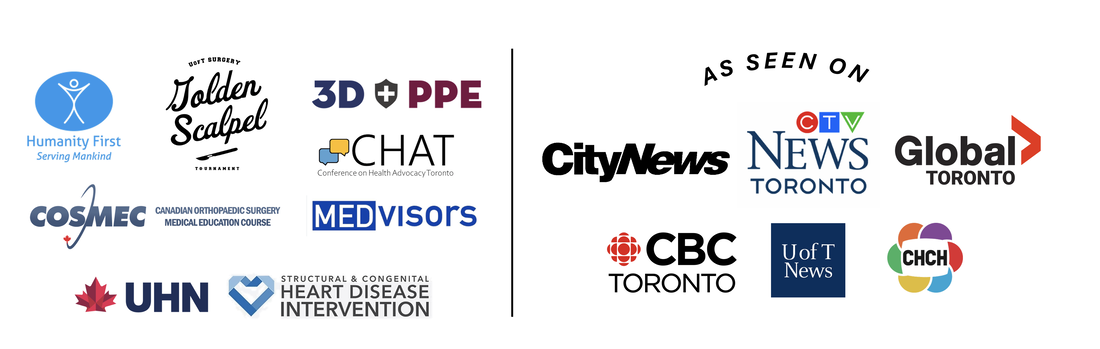 Humanity First
Serving Mankind
UofT SURGERY
Golden
Scalpel
TOURNAMENT
3D PPE
CHAT
Conference on Health Advocacy Toronto
COSMEC
CANADIAN ORTHOPAEDIC SURGERY
MEDICAL EDUCATION COURSE
MEDVISORS
UHN
STRUCTURAL & CONGENITAL
HEART DISEASE
INTERVENTION
AS SEEN ON
CityNews
CTV
NEWS
TORONTO
Global
TORONTO
CBC
TORONTO
U of T
News
CHCH